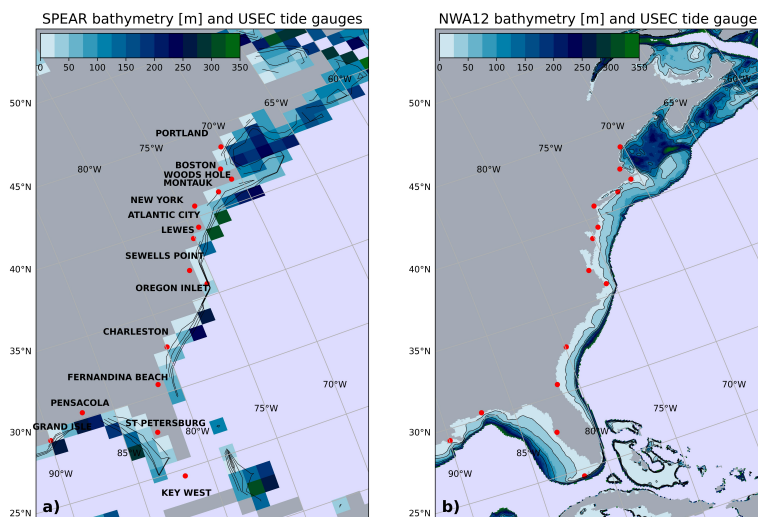 SPEAR bathymetry [m] and USEC tide gauges
0 50 100 150 200 250 300 350
50°N
45°N
40°N
35°N
30°N
25°N
65°W
70°W
75°W
80°W
PORTLAND
BOSTON
WOODS HOLE
MONTAUK
NEW YORK
ATLANTIC CITY
LEWES
SEWELLS POINT
OREGON INLET
CHARLESTON
FERNANDINA BEACH
70°W
PENSACOLA
75°W
GRAND ISLE
ST PETERSBURG
80°W
85°W
90°W
KEY WEST
a)
NWA12 bathymetry [m] and USEC tide gauges
0 50 100 150 200 250 300 350
60°W
50°N
45°N
40°N
35°N
30°N
25°N
65°W
70°W
75°W
80°W
70°W
75°W
80°W
85°W
90°W
b)